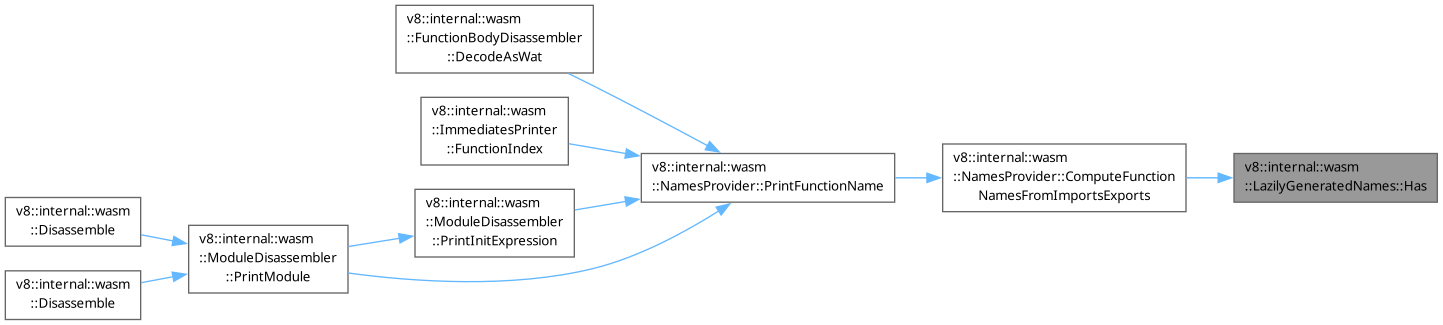 v8::internal::wasm
::FunctionBodyDisassembler
::DecodeAsWat
v8::internal::wasm
::ImmediatesPrinter
::FunctionIndex
v8::internal::wasm
::NamesProvider::PrintFunctionName
v8::internal::wasm
::NamesProvider::ComputeFunction
NamesFromImportsExports
v8::internal::wasm
::LazilyGeneratedNames::Has
v8::internal::wasm
::ModuleDisassembler
::PrintInitExpression
v8::internal::wasm
::Disassemble
v8::internal::wasm
::ModuleDisassembler
::PrintModule
v8::internal::wasm
::Disassemble